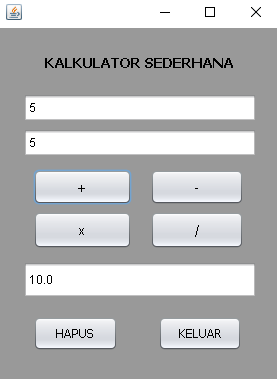 KALKULATOR SEDERHANA
5
5
+ -
x /
10.0
HAPUS KELUAR